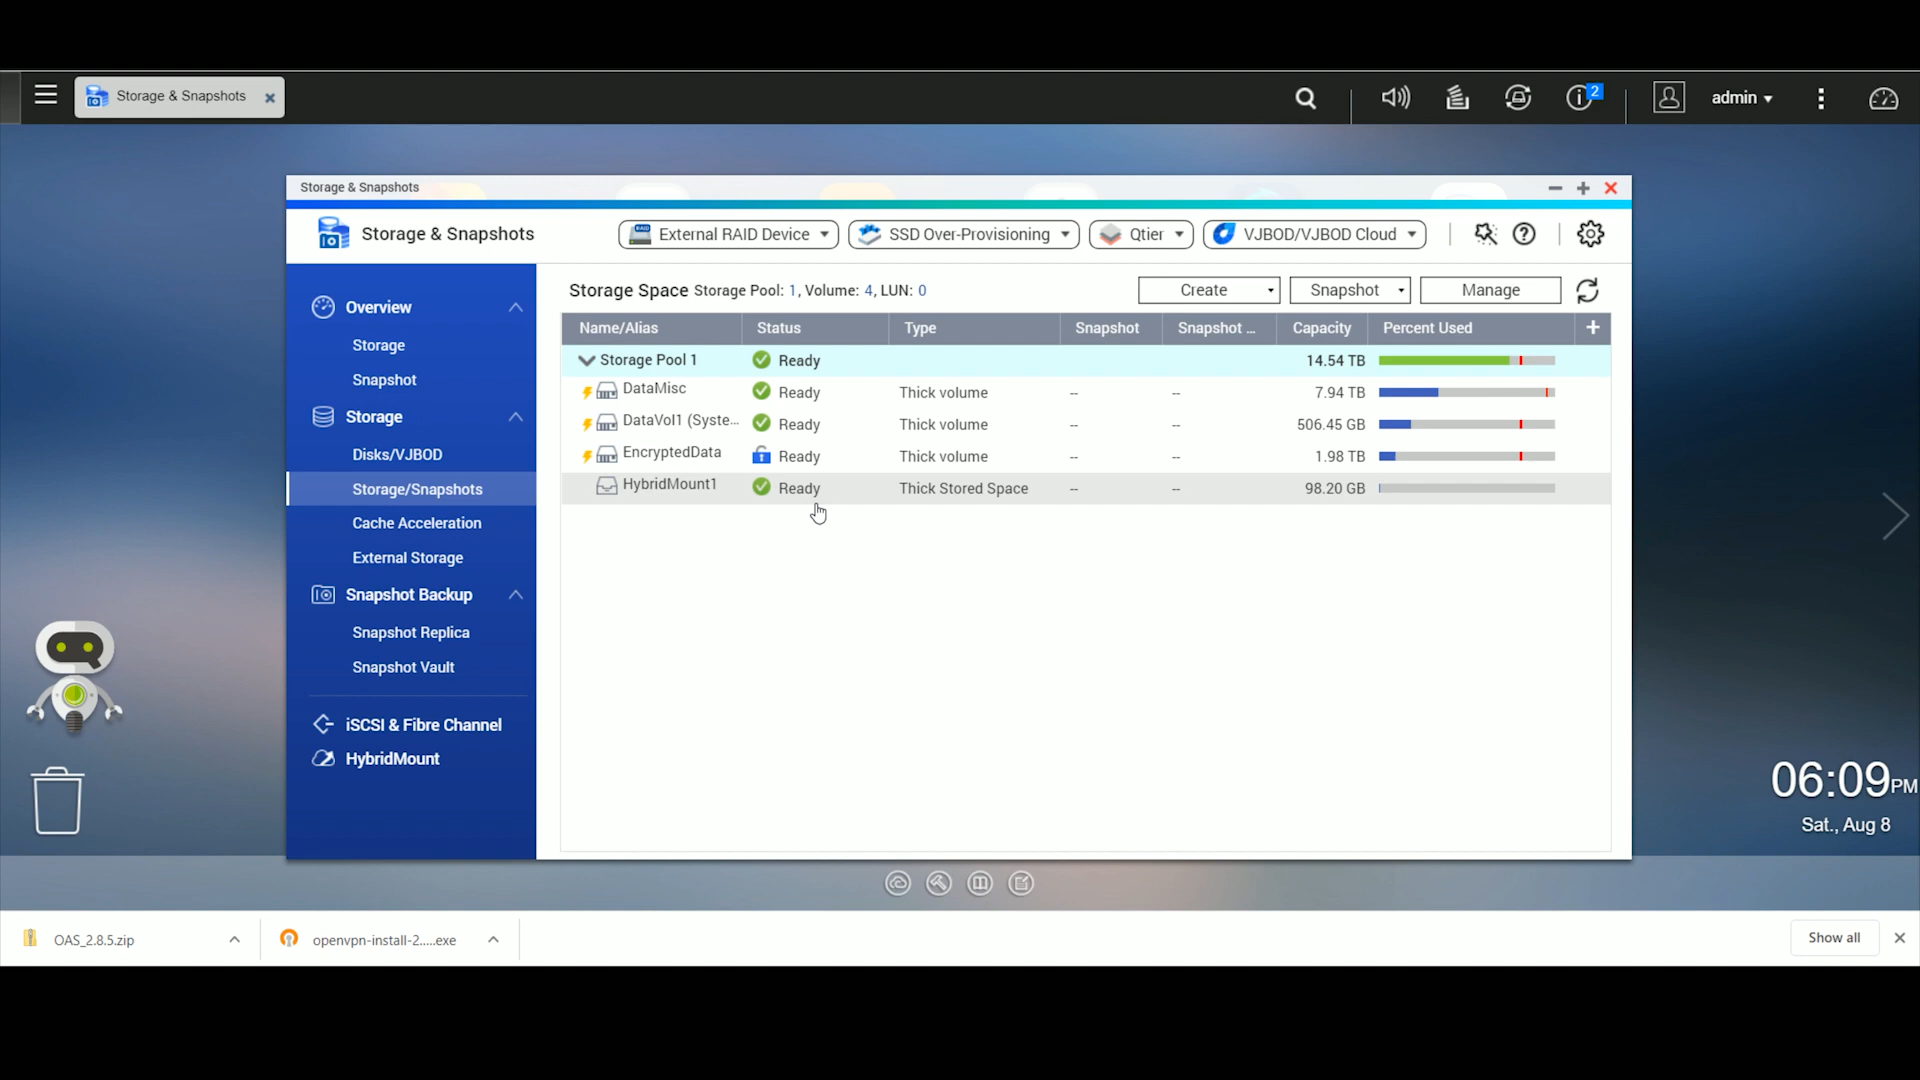 Storage & Snapshots
2
admin
Storage & Snapshots
Storage & Snapshots
RAID
External RAID Device
SSD Over-Provisioning
Qtier
VJBOD/VJBOD Cloud
Overview
Storage
Snapshot
Storage
Disks/VJBOD
Storage/Snapshots
Cache Acceleration
External Storage
Snapshot Backup
Snapshot Replica
Snapshot Vault
iSCSI & Fibre Channel
HybridMount
Storage Space Storage Pool: 1, Volume: 4, LUN: 0
Create
Snapshot
Manage
Name/Alias Status Type Snapshot Snapshot ... Capacity Percent Used
Storage Pool 1 Ready 14.54 TB
DataMisc Ready Thick volume -- -- 7.94 TB
DataVol1 (Syste... Ready Thick volume -- -- 506.45 GB
EncryptedData Ready Thick volume -- -- 1.98 TB
HybridMount1 Ready Thick Stored Space -- -- 98.20 GB
06:09PM
Sat., Aug 8
OAS_2.8.5.zip
openvpn-install-2.....exe
Show all